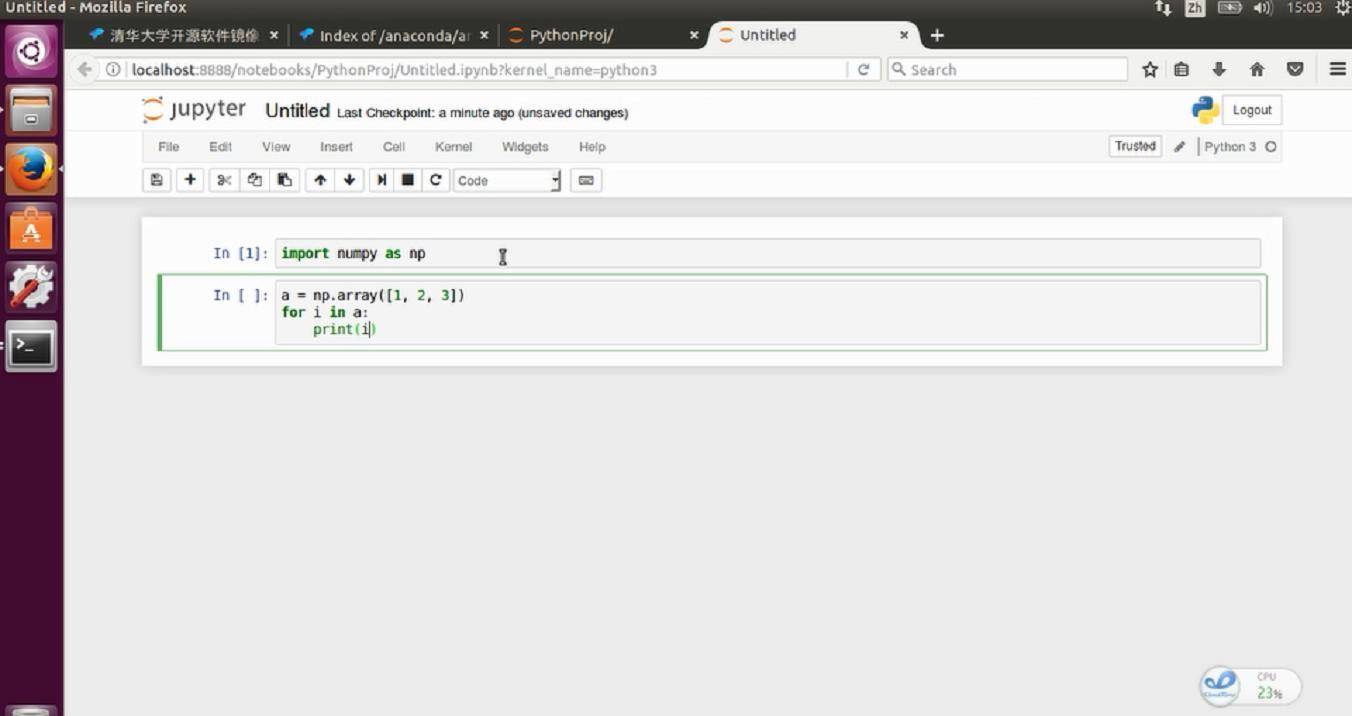 Untitled - Mozilla Firefox
Zh
15:03
清华大学开源软件镜像
Index of /anaconda/ar
PythonProj/
Untitled
localhost:8888/notebooks/PythonProj/Untitled.ipynb?kernel_name=python3
Search
jupyter Untitled Last Checkpoint: a minute ago (unsaved changes)
Logout
File Edit View Insert Cell Kernel Widgets Help
Trusted
Python 3
Code
In [1]: import numpy as np
In [ ]: a = np.array([1, 2, 3])
for i in a:
    print(i)
CPU
23%